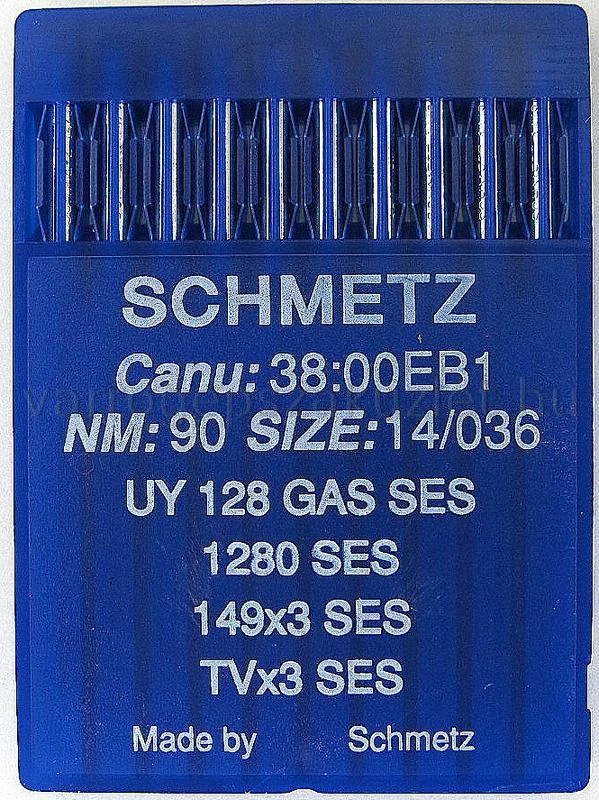 SCHMETZ
Canu: 38:00EB1
NM: 90 SIZE: 14/036
UY 128 GAS SES
1280 SES
149x3 SES
TVx3 SES
Made by Schmetz